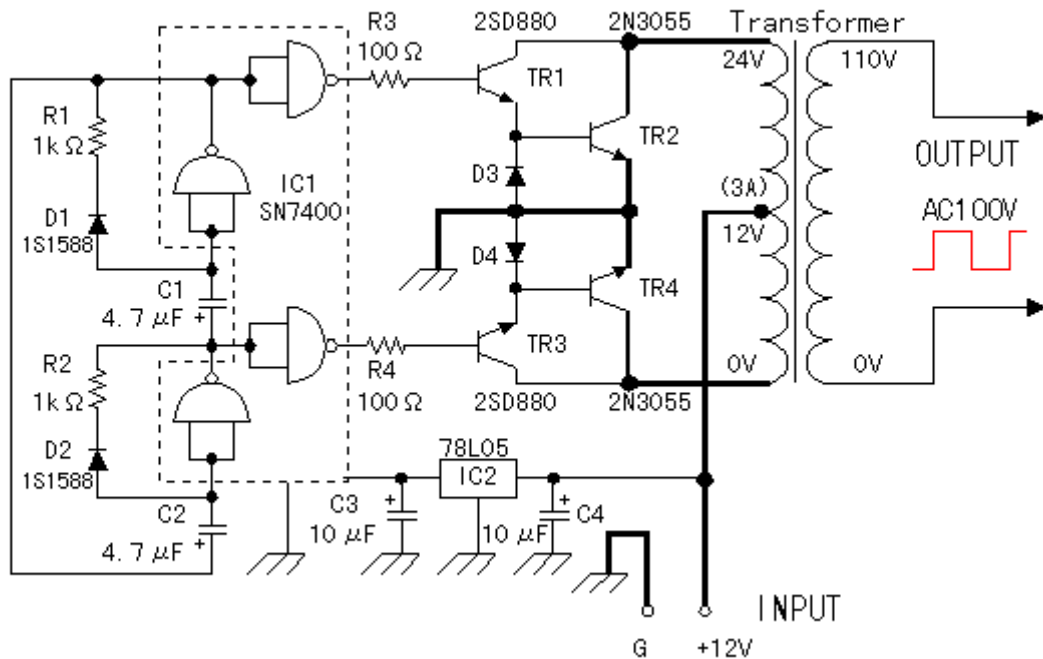 R3
100 Ω
2SD880
2N3055
Transformer
24V
110V
TR1
R1
1k Ω
TR2
OUTPUT
IC1
SN7400
D3
(3A)
12V
AC100V
D1
1S1588
D4
C1
4.7 μF +
TR4
TR3
R2
1k Ω
R4
100 Ω
2SD880
2N3055
0V
0V
D2
1S1588
78L05
IC2
C2
4.7 μF +
C3
10 μF
+
10 μF
+
C4
INPUT
G
+12V